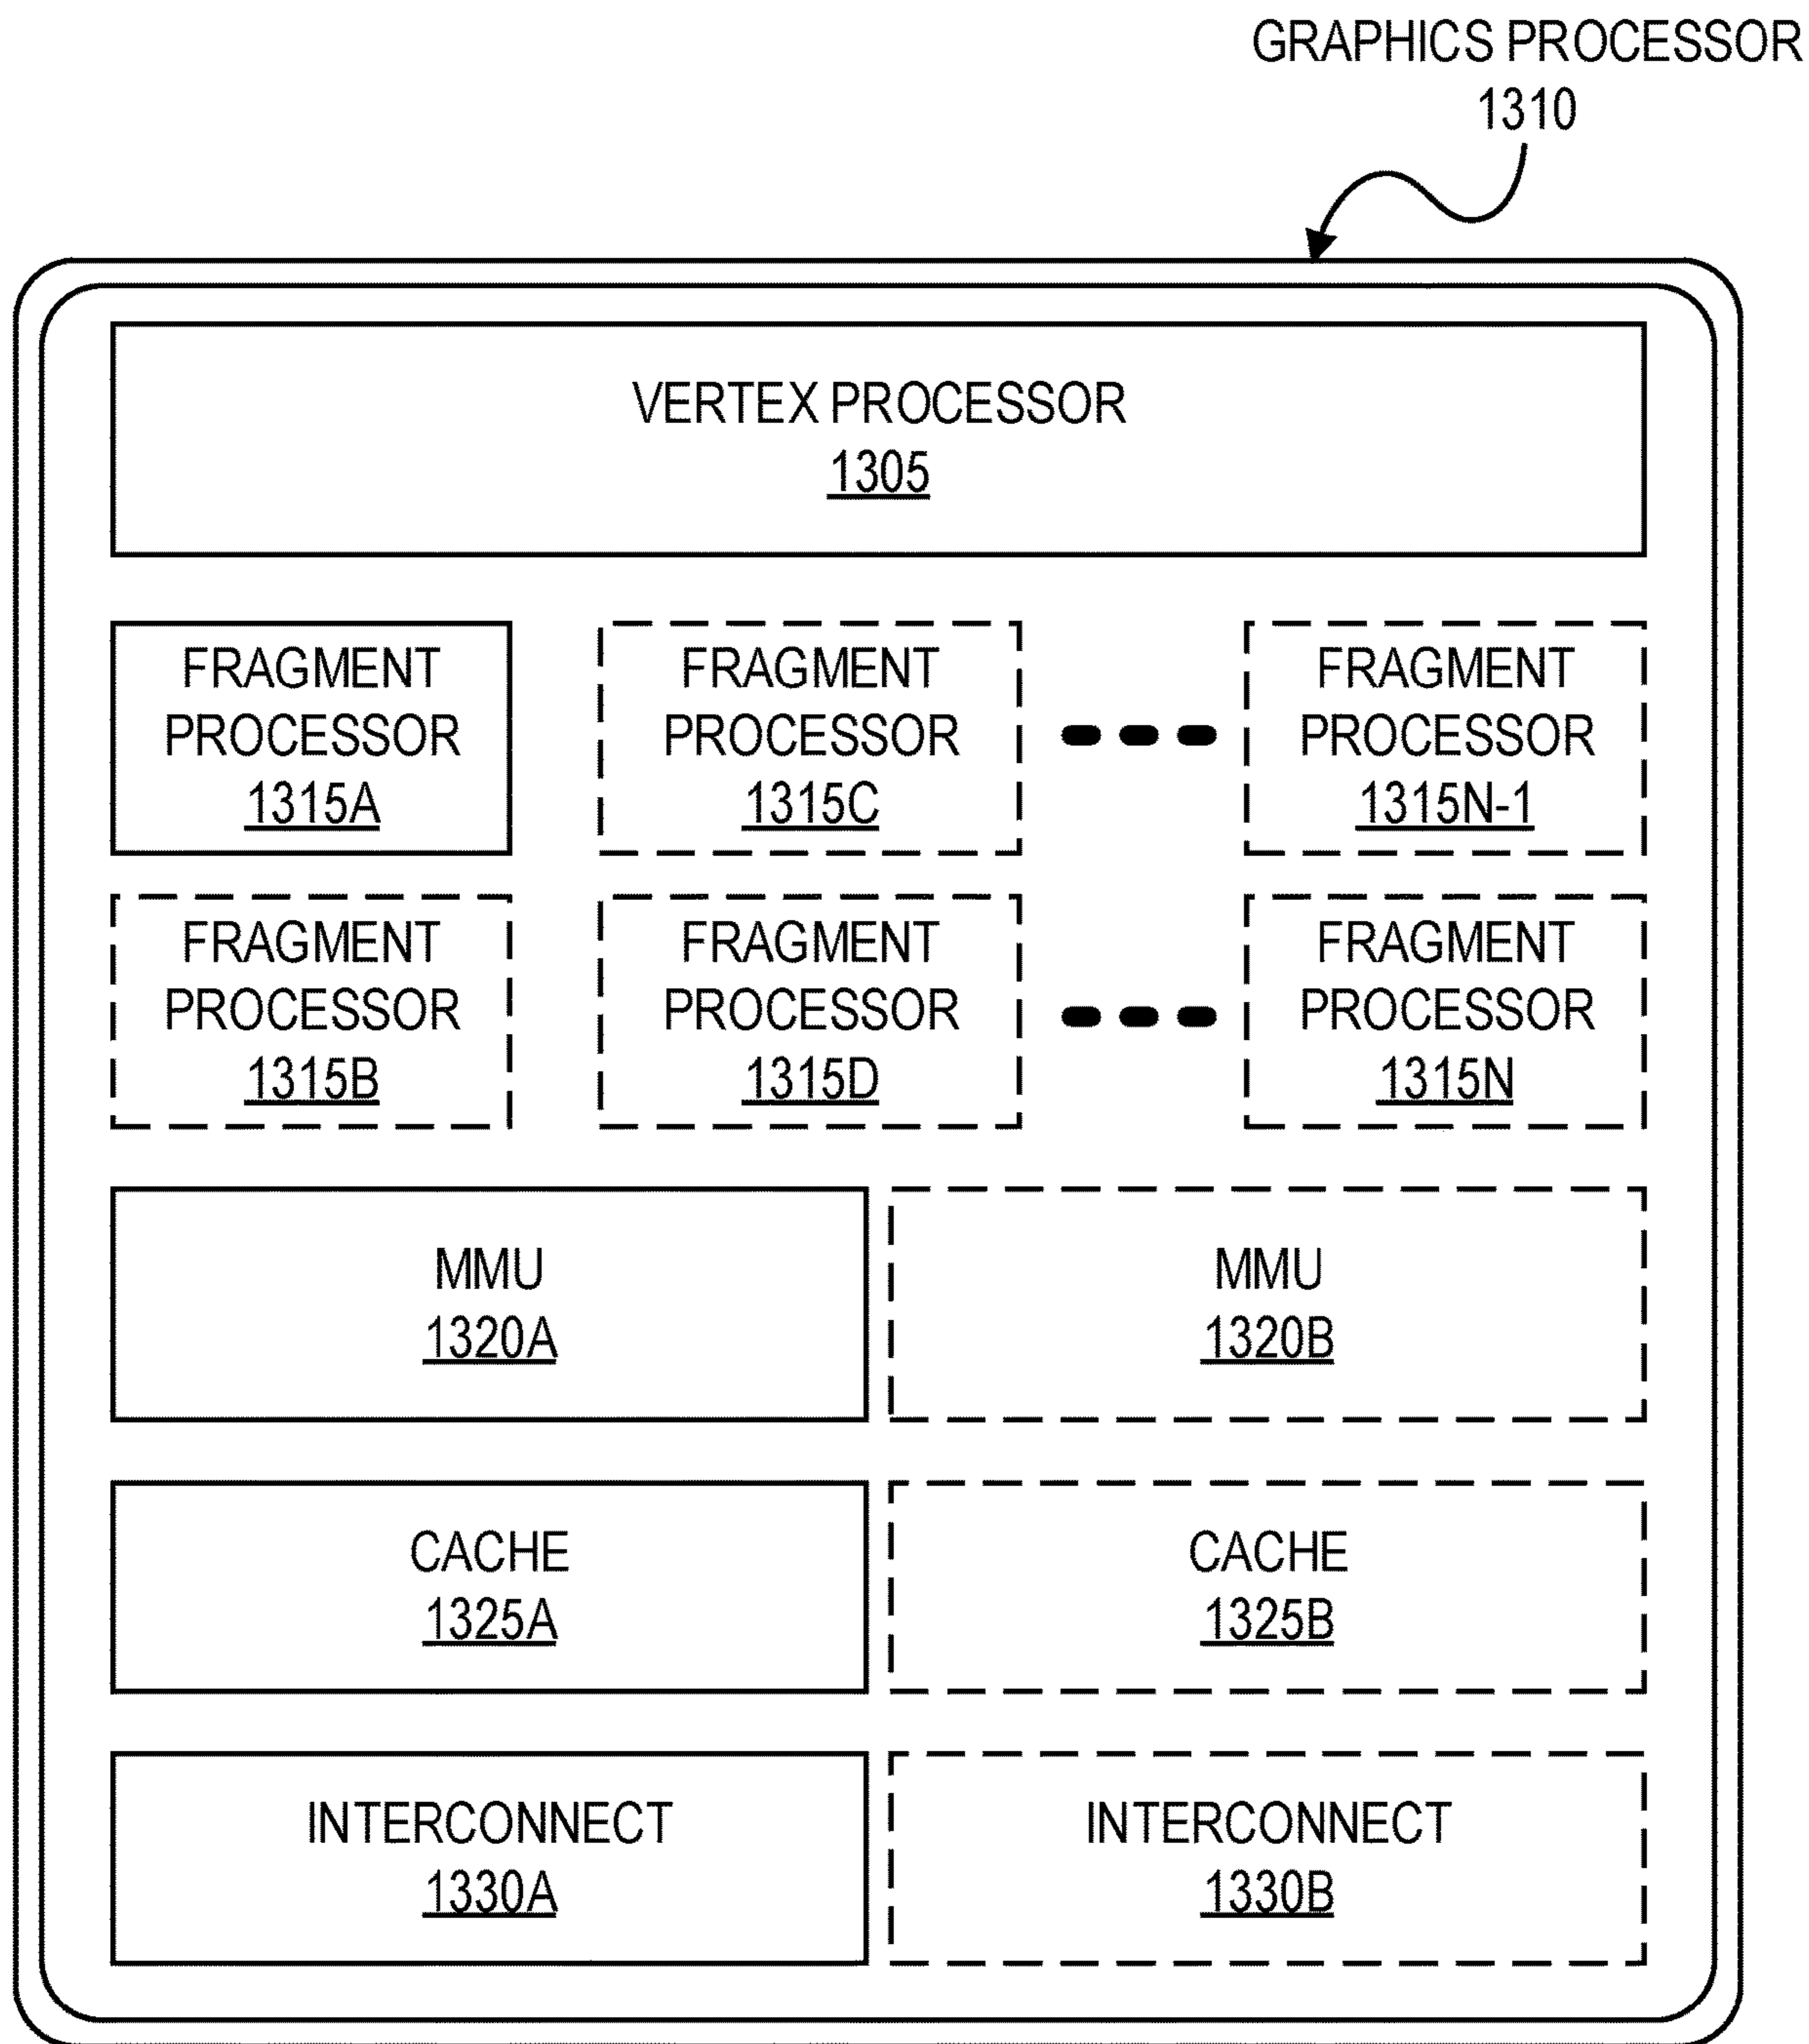 GRAPHICS PROCESSOR
1310
VERTEX PROCESSOR
1305
FRAGMENT
PROCESSOR
1315A
FRAGMENT
PROCESSOR
1315C
FRAGMENT
PROCESSOR
1315N-1
FRAGMENT
PROCESSOR
1315B
FRAGMENT
PROCESSOR
1315D
FRAGMENT
PROCESSOR
1315N
MMU
1320A
MMU
1320B
CACHE
1325A
CACHE
1325B
INTERCONNECT
1330A
INTERCONNECT
1330B